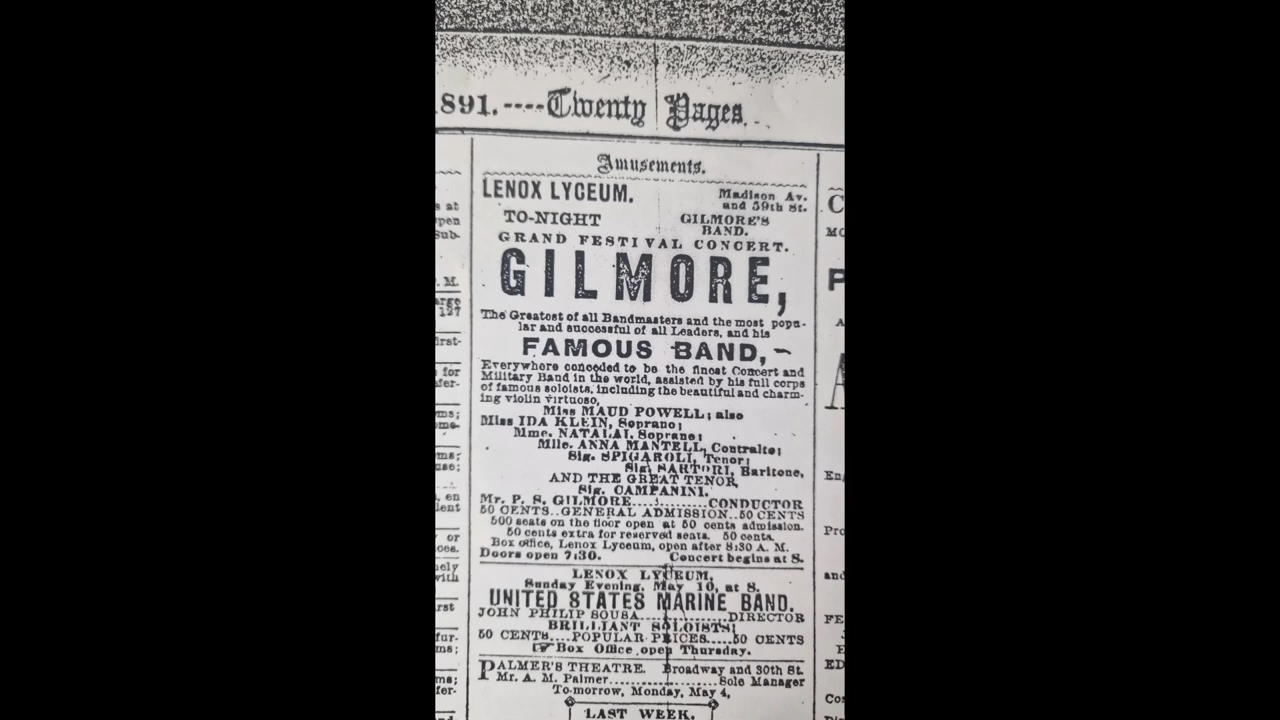 891.----Twenty Pages.
Amusements.
LENOX LYCEUM. Madison Av. and 59th St.
TO-NIGHT GILMORE'S BAND.
GRAND FESTIVAL CONCERT.
GILMORE,
The Greatest of all Bandmasters and the most popu-
lar and successful of all Leaders, and his
FAMOUS BAND,
Everywhere conceded to be the finest Concert and
Military Band in the world, assisted by his full corps
of famous soloists, including the beautiful and charm-
ing violin virtuoso,
Miss MAUD POWELL; also
Miss IDA KLEIN, Soprano;
Mme. NATALAI, Soprano;
Mlle. ANNA MANTELL, Contralto;
Sig. SPIGAROLI, Tenor;
Sig. SARTORI, Baritone,
AND THE GREAT TENOR,
Sig. CAMPANINI.
Mr. P. S. GILMORE............CONDUCTOR
50 CENTS..GENERAL ADMISSION..50 CENTS
500 seats on the floor open at 50 cents admission.
50 cents extra for reserved seats. 50 cents.
Box office, Lenox Lyceum, open after 8:30 A. M.
Doors open 7:30. Concert begins at 8.
LENOX LYCEUM,
Sunday Evening, May 10, at 8.
UNITED STATES MARINE BAND.
JOHN PHILIP SOUSA..............DIRECTOR
BRILLIANT SOLOISTS!
50 CENTS....POPULAR PRICES.....50 CENTS
Box Office open Thursday.
PALMER'S THEATRE. Broadway and 30th St.
Mr. A. M. Palmer................Sole Manager
To-morrow, Monday, May 4,
LAST WEEK.